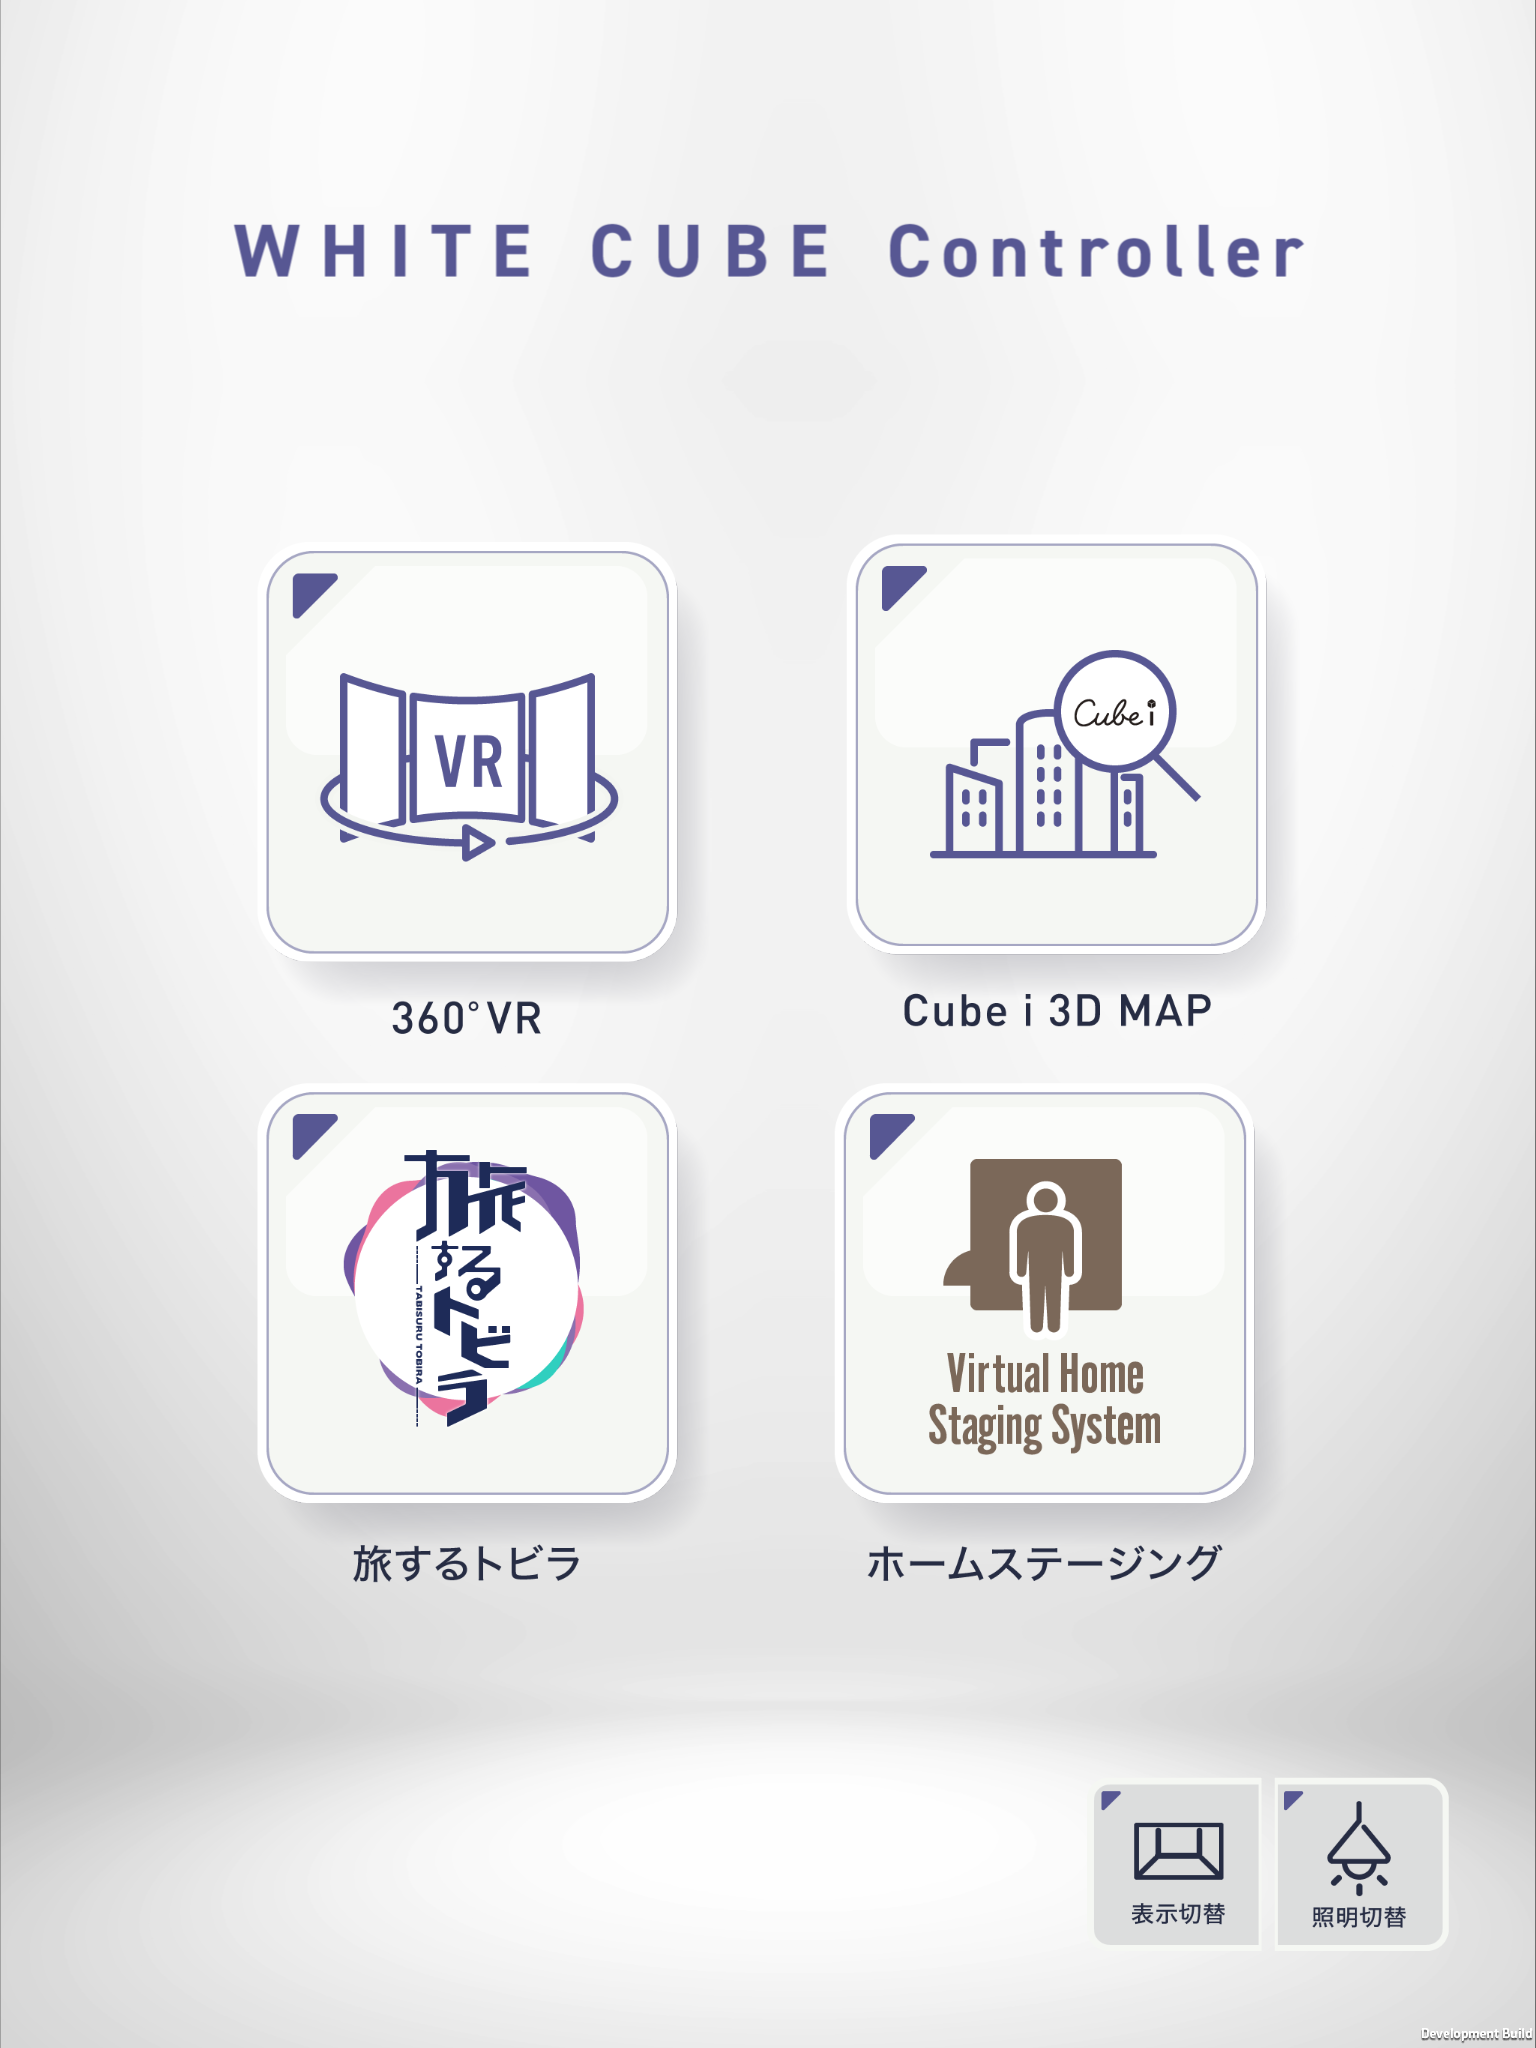 WHITE CUBE Controller
VR
Cube i
360°VR
Cube i 3D MAP
旅
する
トビラ
TABISURU TOBIRA
Virtual Home
Staging System
旅するトビラ
ホームステージング
表示切替
照明切替
Development Build